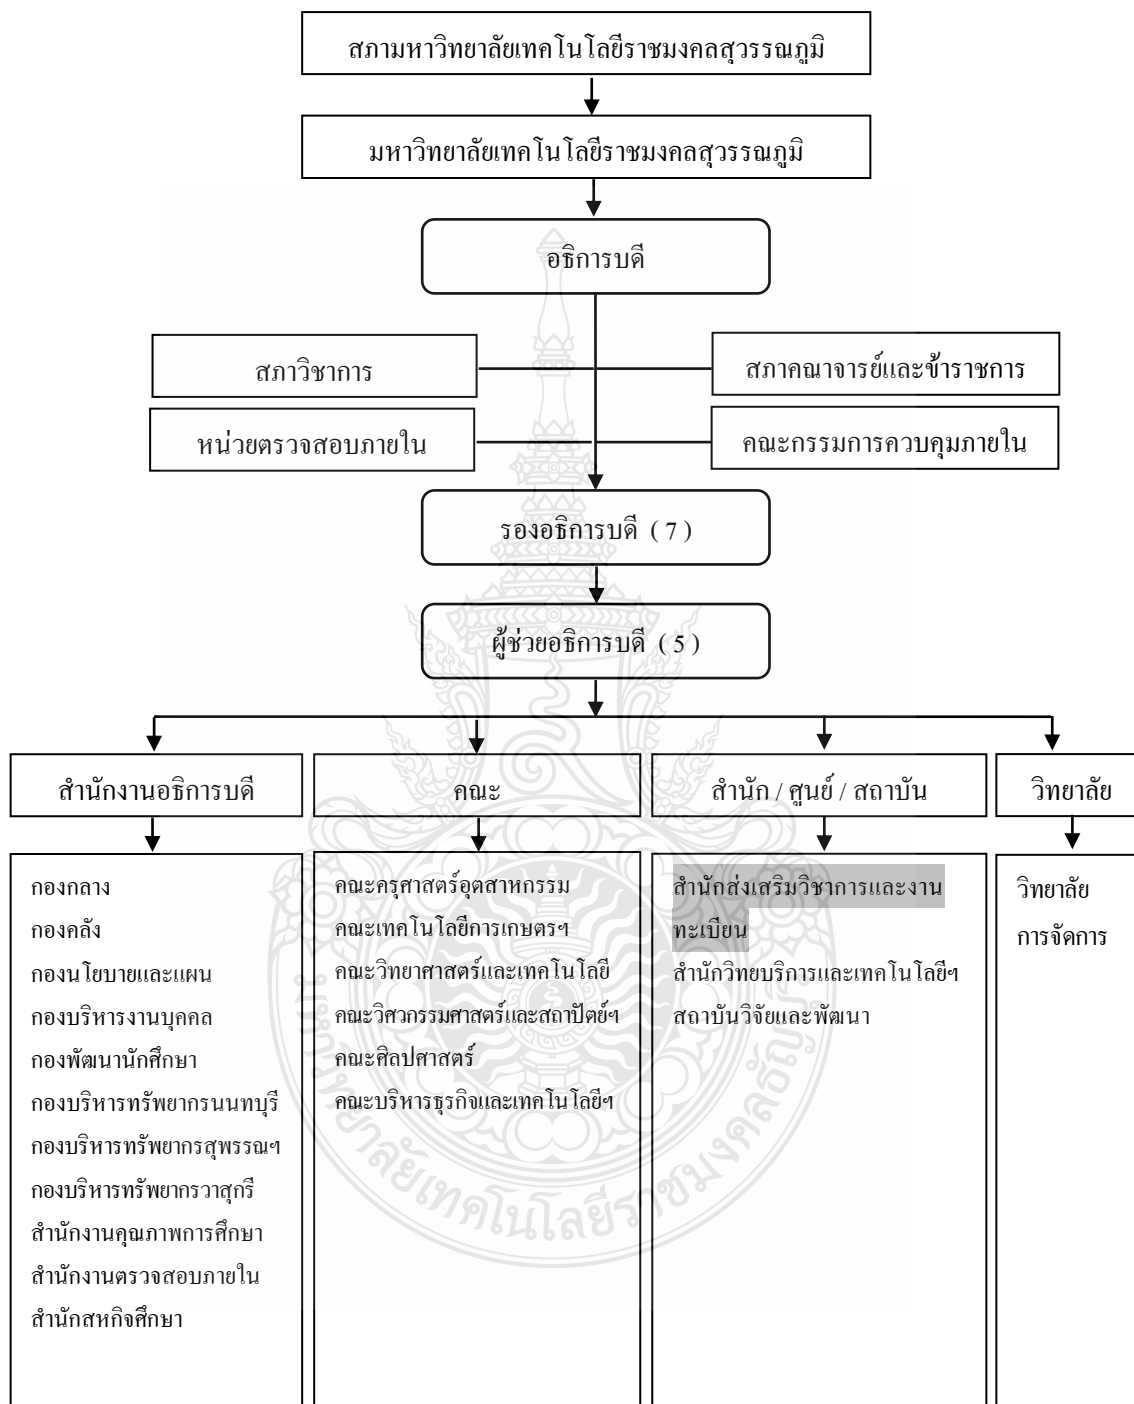 สภามหาวิทยาลัยเทคโนโลยีราชมงคลสุวรรณภูมิ
มหาวิทยาลัยเทคโนโลยีราชมงคลสุวรรณภูมิ
อธิการบดี
สภาวิชาการ
สภาคณาจารย์และข้าราชการ
หน่วยตรวจสอบภายใน
คณะกรรมการควบคุมภายใน
รองอธิการบดี ( 7 )
ผู้ช่วยอธิการบดี ( 5 )
สำนักงานอธิการบดี
คณะ
สำนัก / ศูนย์ / สถาบัน
วิทยาลัย
กองกลาง
กองคลัง
กองนโยบายและแผน
กองบริหารงานบุคคล
กองพัฒนานักศึกษา
กองบริหารทรัพยากรนนทบุรี
กองบริหารทรัพยากรสุพรรณฯ
กองบริหารทรัพยากรวาสุกรี
สำนักงานคุณภาพการศึกษา
สำนักงานตรวจสอบภายใน
สำนักสหกิจศึกษา
คณะครุศาสตร์อุตสาหกรรม
คณะเทคโนโลยีการเกษตรฯ
คณะวิทยาศาสตร์และเทคโนโลยี
คณะวิศวกรรมศาสตร์และสถาปัตย์ฯ
คณะศิลปศาสตร์
คณะบริหารธุรกิจและเทคโนโลยีฯ
สำนักส่งเสริมวิชาการและงาน
ทะเบียน
สำนักวิทยบริการและเทคโนโลยีฯ
สถาบันวิจัยและพัฒนา
วิทยาลัย
การจัดการ
มหาวิทยาลัยเทคโนโลยีราชมงคลธัญบุรี